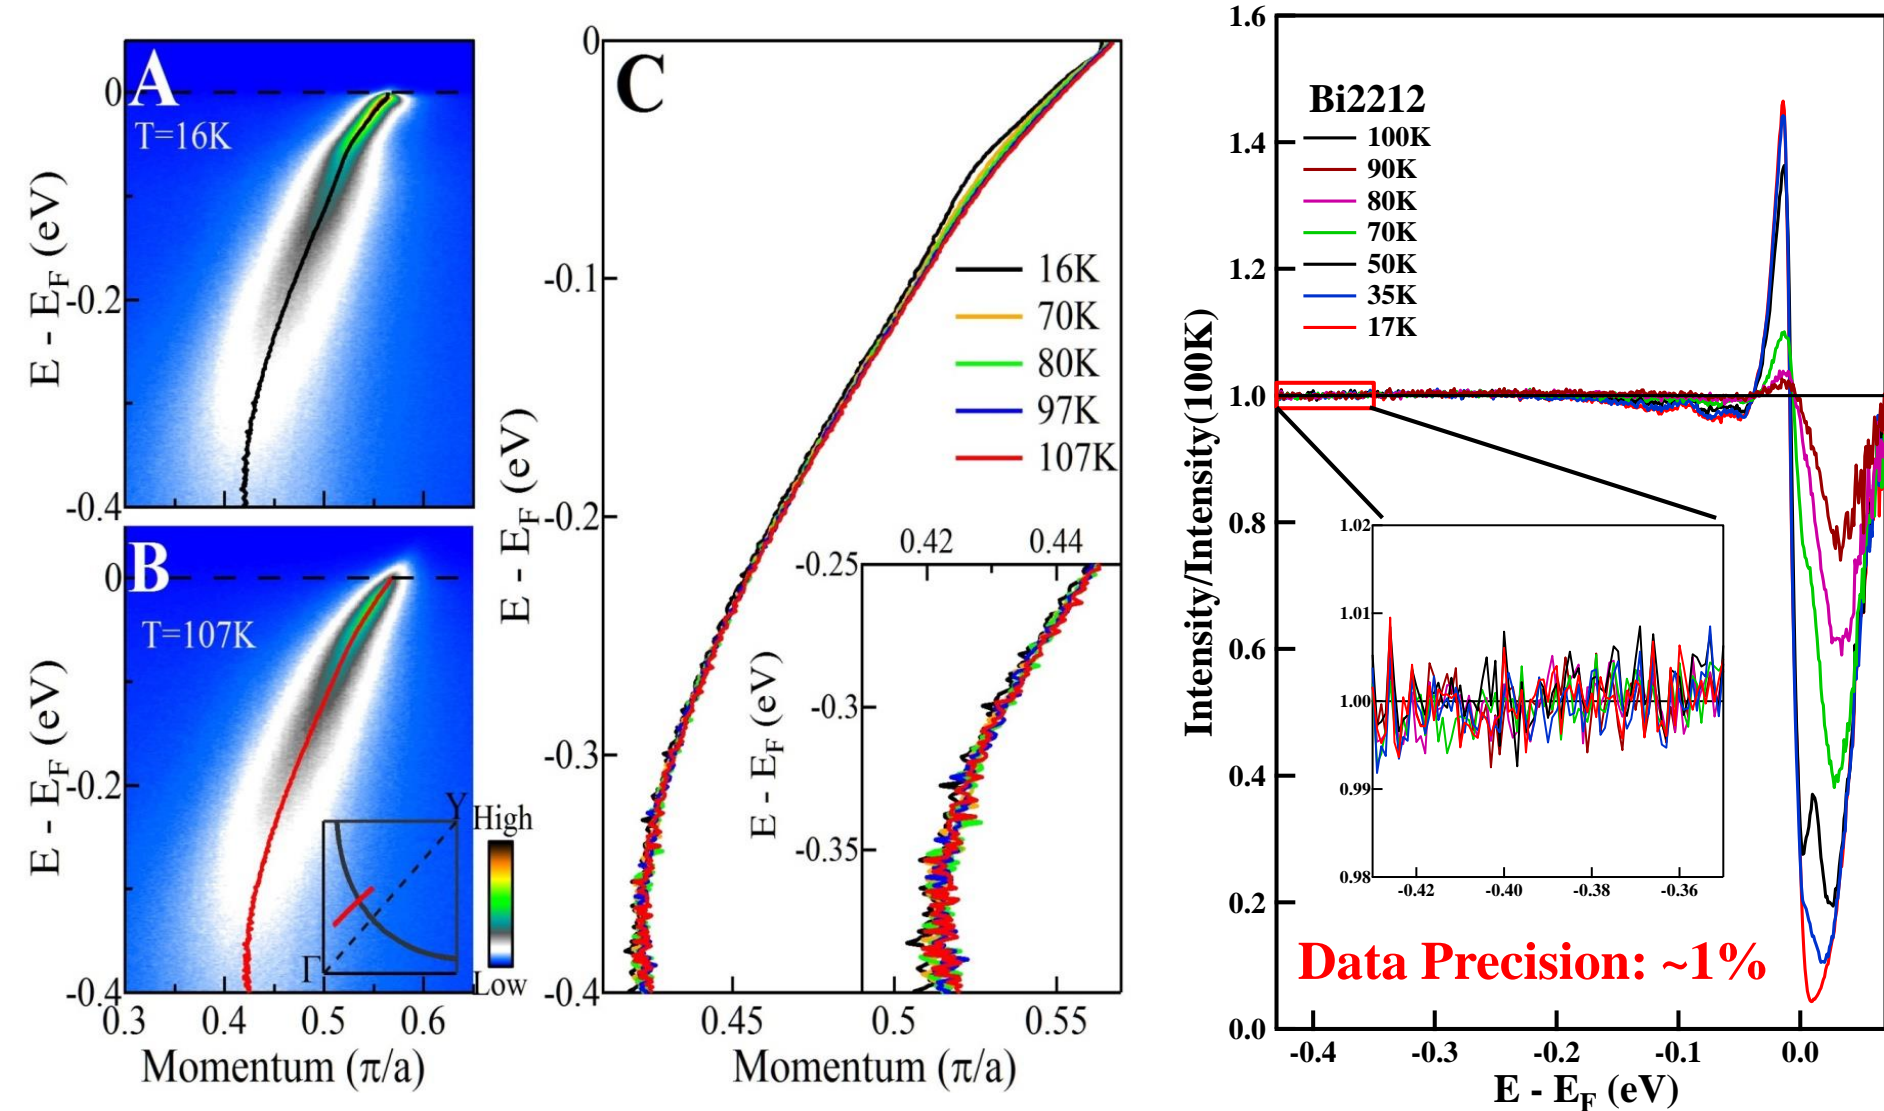 A
T=16K
0
-0.2
-0.4
E - E_F (eV)
B
T=107K
0
-0.2
-0.4
E - E_F (eV)
Y
Γ
High
Low
0.3 0.4 0.5 0.6
Momentum (π/a)
C
0
-0.1
-0.2
-0.3
-0.4
E - E_F (eV)
16K
70K
80K
97K
107K
0.42 0.44
-0.25
-0.3
-0.35
E - E_F (eV)
0.45 0.5 0.55
Momentum (π/a)
1.6
1.4
1.2
1.0
0.8
0.6
0.4
0.2
0.0
Intensity/Intensity(100K)
Bi2212
100K
90K
80K
70K
50K
35K
17K
1.02
1.01
1.00
0.99
0.98
-0.42 -0.40 -0.38 -0.36
Data Precision: ~1%
-0.4 -0.3 -0.2 -0.1 0.0
E - E_F (eV)